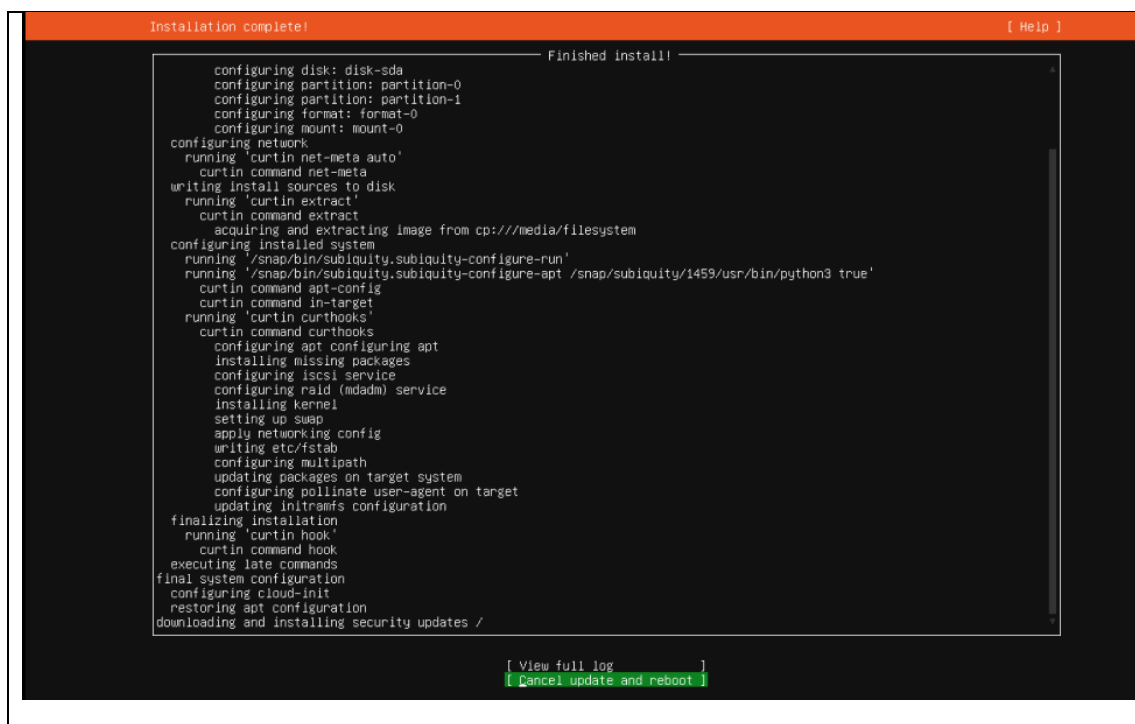 Installation complete! [ Help ]
Finished install!
configuring disk: disk-sda
configuring partition: partition-0
configuring partition: partition-1
configuring format: format-0
configuring mount: mount-0
configuring network
running 'curtin net-meta auto'
curtin command net-meta
writing install sources to disk
running 'curtin extract'
curtin command extract
acquiring and extracting image from cp:///media/filesystem
configuring installed system
running '/snap/bin/subiquity.subiquity-configure-run'
running '/snap/bin/subiquity.subiquity-configure-apt /snap/subiquity/1459/usr/bin/python3 true'
curtin command apt-config
curtin command in-target
running 'curtin curthooks'
curtin command curthooks
configuring apt configuring apt
installing missing packages
configuring iscsi service
configuring raid (mdadm) service
installing kernel
setting up swap
apply networking config
writing etc/fstab
configuring multipath
updating packages on target system
configuring pollinate user-agent on target
updating initramfs configuration
finalizing installation
running 'curtin hook'
curtin command hook
executing late commands
final system configuration
configuring cloud-init
restoring apt configuration
downloading and installing security updates /
[ View full log ]
[ Cancel update and reboot ]